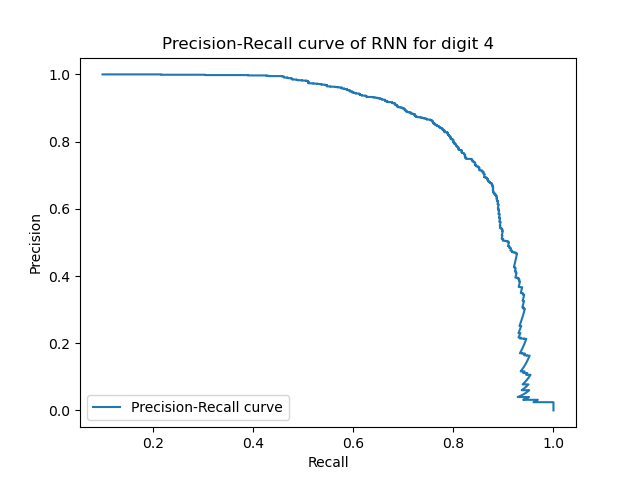 Precision-Recall curve of RNN for digit 4
Precision
1.0
0.8
0.6
0.4
0.2
0.0
Precision-Recall curve
0.2 0.4 0.6 0.8 1.0
Recall